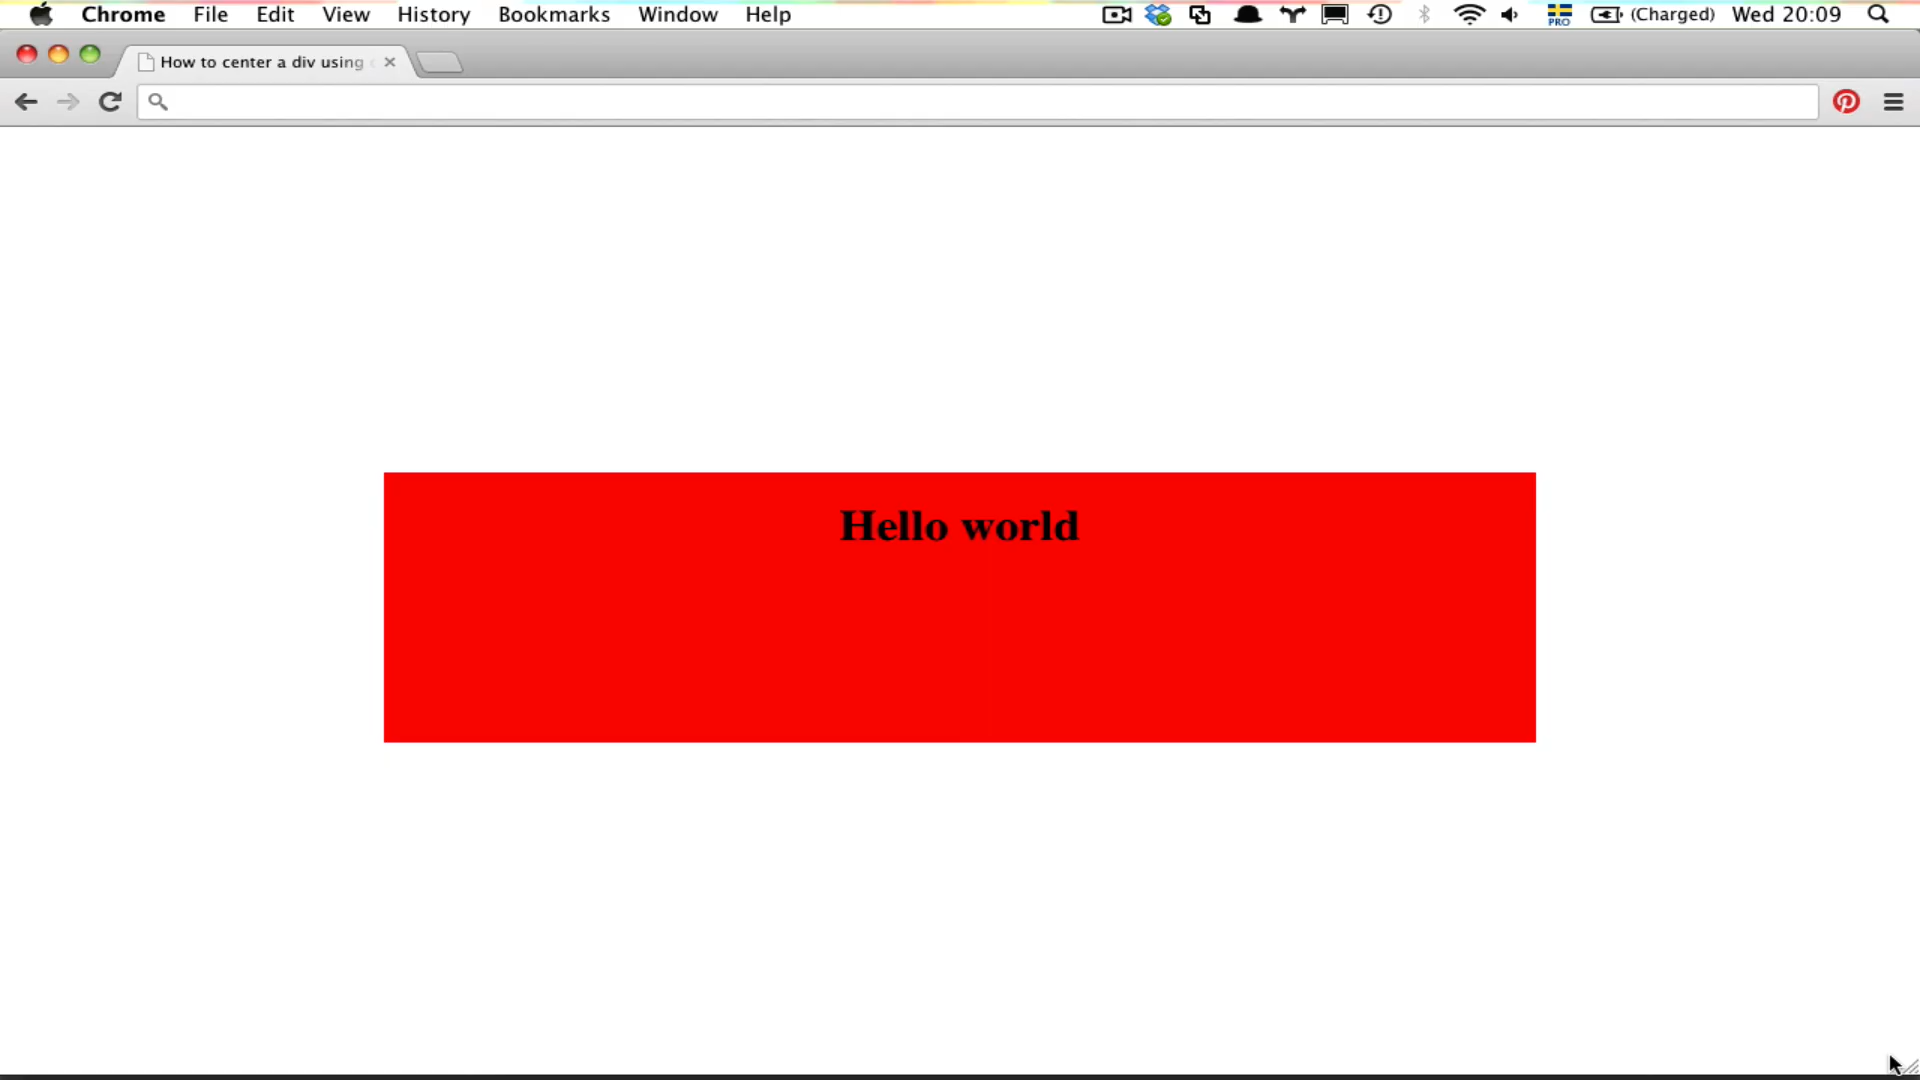 Chrome File Edit View History Bookmarks Window Help PRO (Charged) Wed 20:09
How to center a div using
Hello world